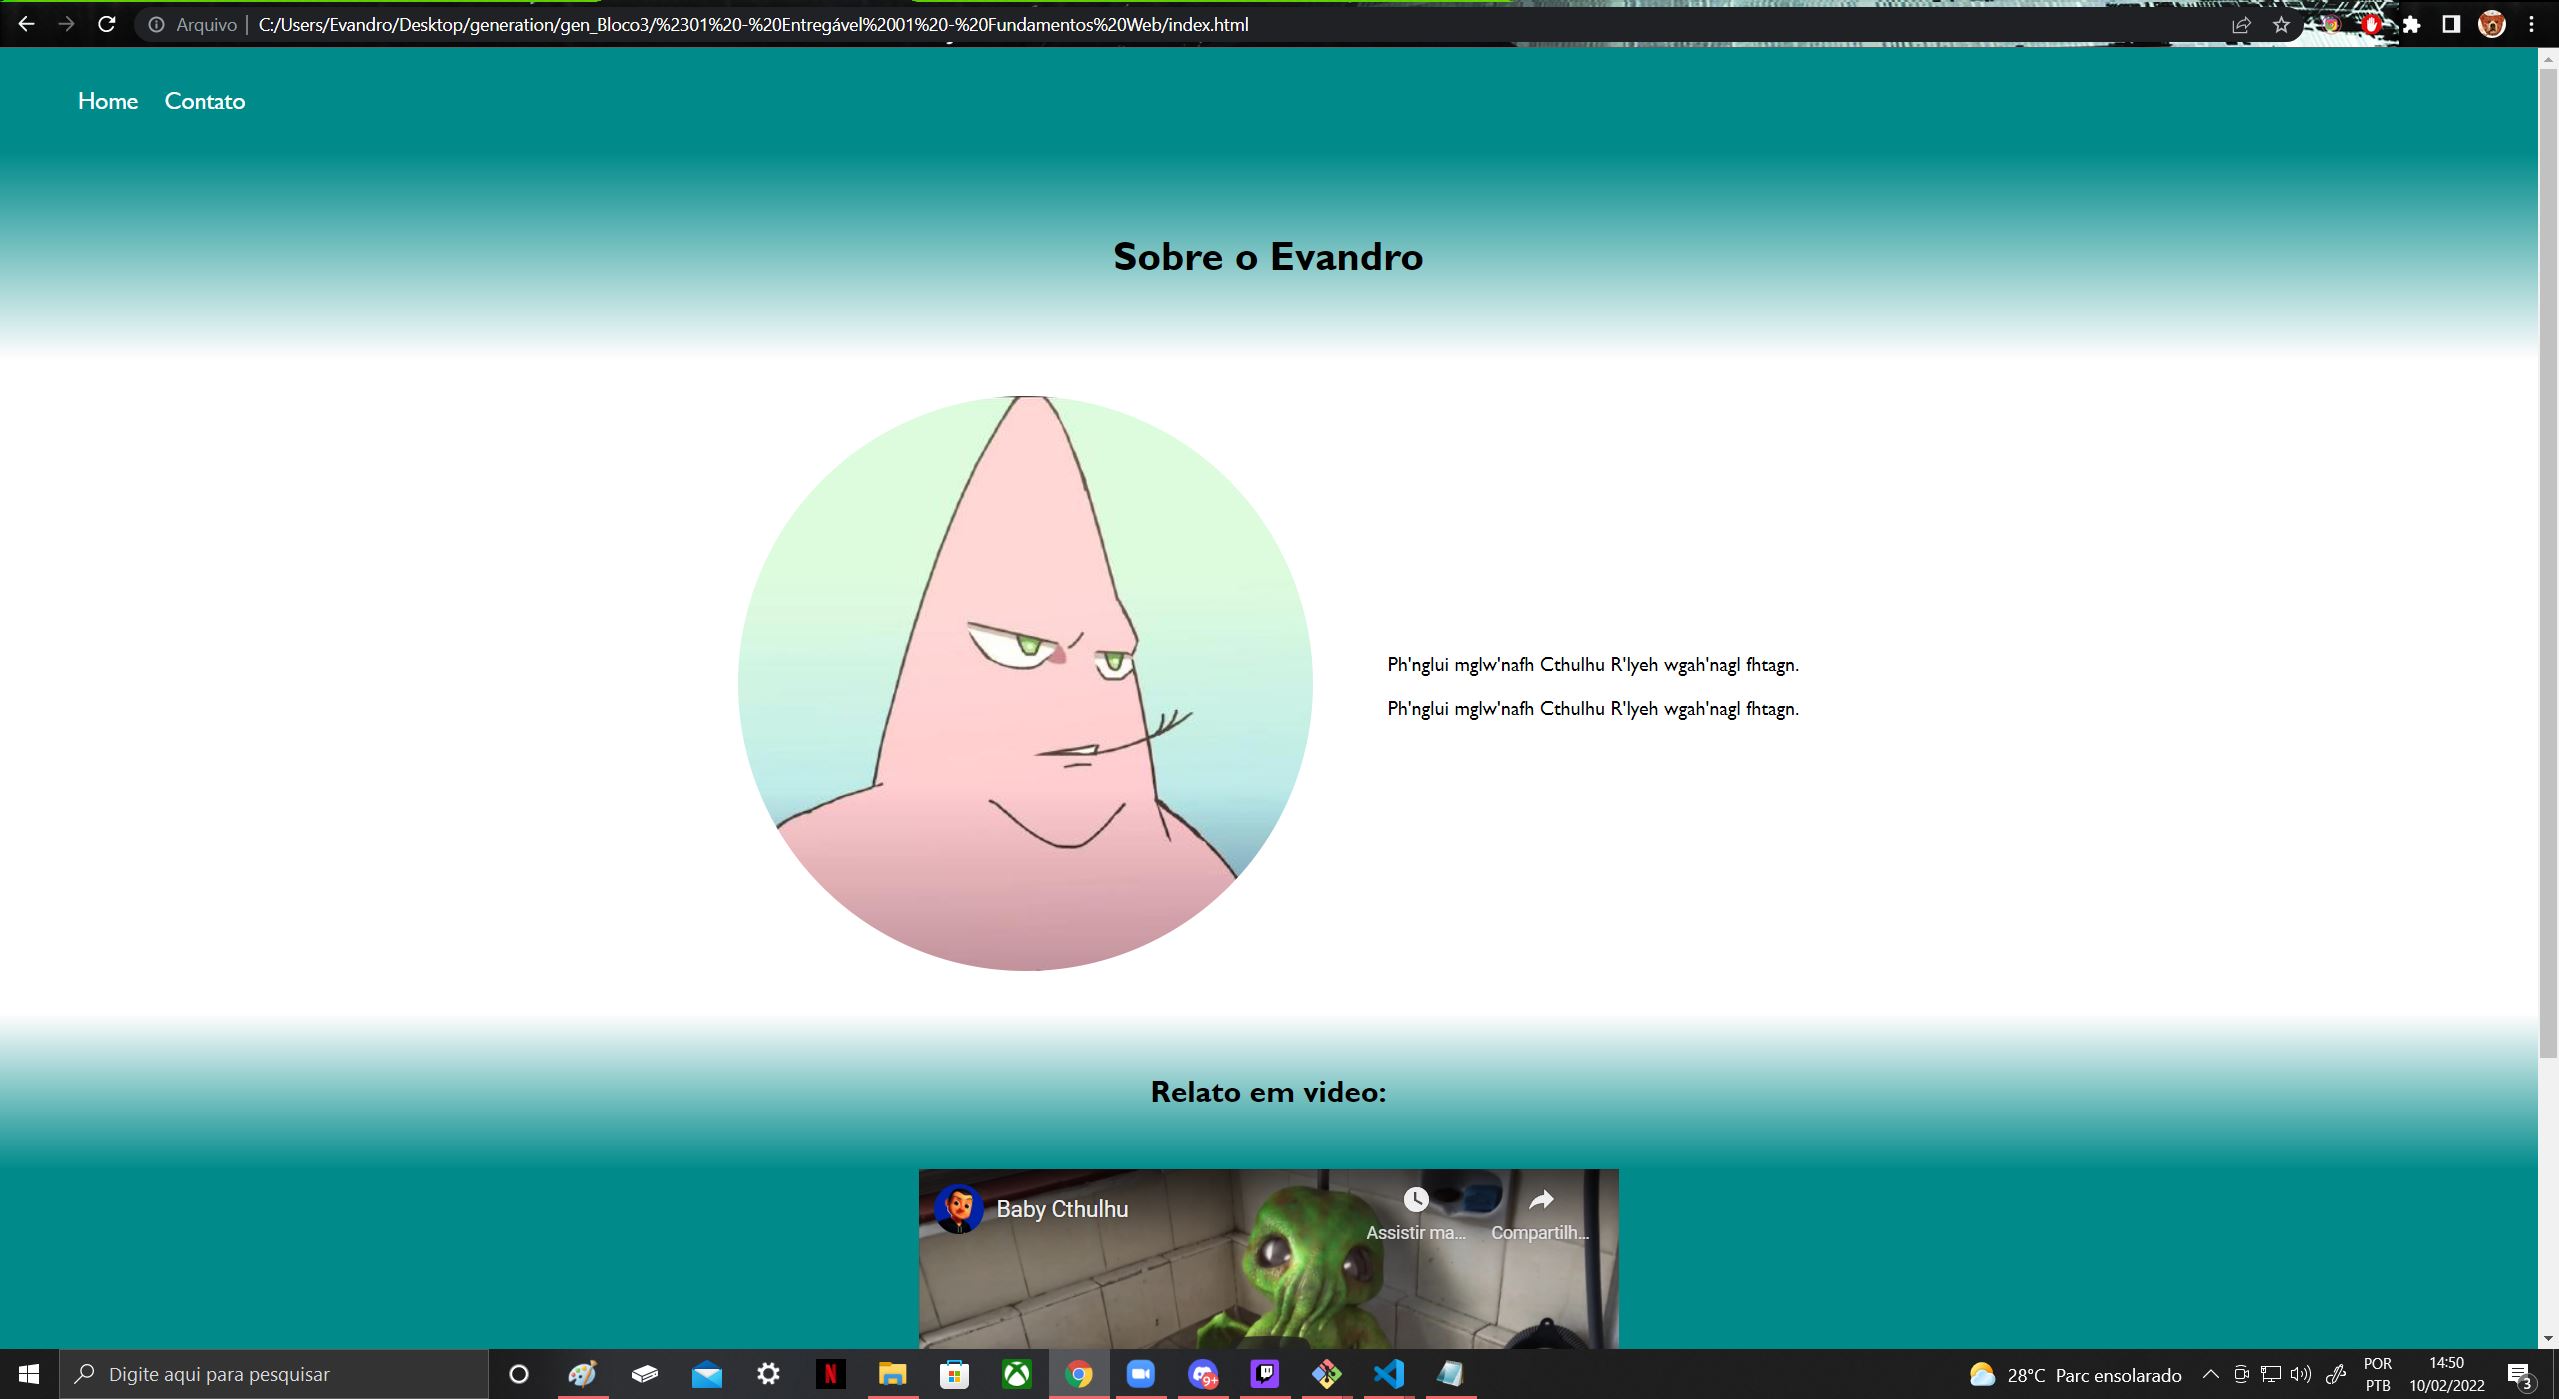 Arquivo | C:/Users/Evandro/Desktop/generation/gen_Bloco3/%2301%20-%20Entregável%2001%20-%20Fundamentos%20Web/index.html
Home Contato
Sobre o Evandro
Ph'nglui mglw'nafh Cthulhu R'lyeh wgah'nagl fhtagn.
Ph'nglui mglw'nafh Cthulhu R'lyeh wgah'nagl fhtagn.
Relato em video:
Baby Cthulhu
Assistir ma... Compartilh...
Digite aqui para pesquisar
N
9+
28°C Parc ensolarado
POR
PTB
14:50
10/02/2022
3